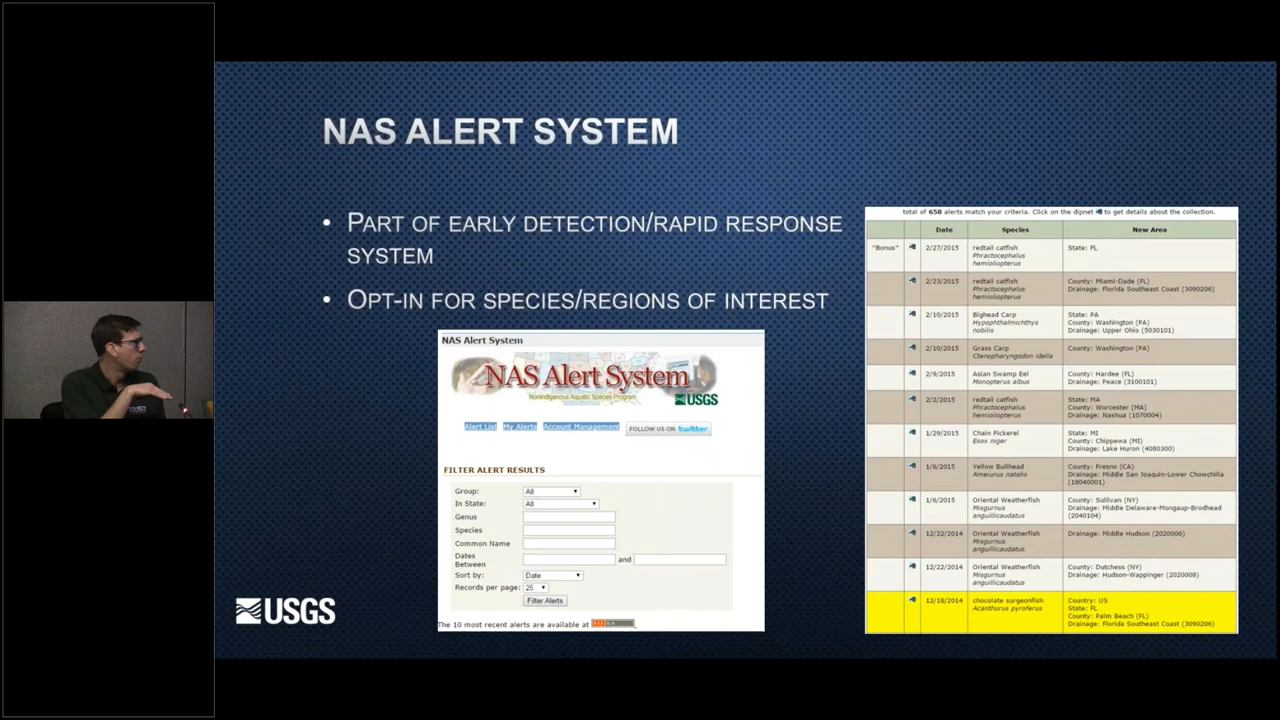 NAS ALERT SYSTEM
• PART OF EARLY DETECTION/RAPID RESPONSE
SYSTEM
• OPT-IN FOR SPECIES/REGIONS OF INTEREST
NAS Alert System
NAS Alert System
Nonindigenous Aquatic Species Program
USGS
Alert List My Alerts Account Management FOLLOW US ON twitter
FILTER ALERT RESULTS
Group: All
In State: All
Genus
Species
Common Name
Dates
Between and
Sort by: Date
Records per page: 25
Filter Alerts
The 10 most recent alerts are available at
USGS
total of 658 alerts match your criteria. Click on the dipnet to get details about the collection.
Date Species New Area
"Bonus" 2/27/2015 redtail catfish State: FL
Phractocephalus
hemioliopterus
2/23/2015 redtail catfish County: Miami-Dade (FL)
Phractocephalus Drainage: Florida Southeast Coast (3090206)
hemioliopterus
2/10/2015 Bighead Carp State: PA
Hypophthalmichthys County: Washington (PA)
nobilis Drainage: Upper Ohio (5030101)
2/10/2015 Grass Carp County: Washington (PA)
Ctenopharyngodon idella
2/9/2015 Asian Swamp Eel County: Hardee (FL)
Monopterus albus Drainage: Peace (3100101)
2/2/2015 redtail catfish State: MA
Phractocephalus County: Worcester (MA)
hemioliopterus Drainage: Nashua (1070004)
1/29/2015 Chain Pickerel State: MI
Esox niger County: Chippewa (MI)
Drainage: Lake Huron (4080300)
1/6/2015 Yellow Bullhead County: Fresno (CA)
Ameiurus natalis Drainage: Middle San Joaquin-Lower Chowchilla
(18040001)
1/6/2015 Oriental Weatherfish County: Sullivan (NY)
Misgurnus Drainage: Middle Delaware-Mongaup-Brodhead
anguillicaudatus (2040104)
12/22/2014 Oriental Weatherfish Drainage: Middle Hudson (2020006)
Misgurnus
anguillicaudatus
12/22/2014 Oriental Weatherfish County: Dutchess (NY)
Misgurnus Drainage: Hudson-Wappinger (2020008)
anguillicaudatus
12/18/2014 chocolate surgeonfish Country: US
Acanthurus pyroferus State: FL
County: Palm Beach (FL)
Drainage: Florida Southeast Coast (3090206)